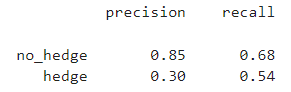 precision recall
no_hedge 0.85 0.68
hedge 0.30 0.54